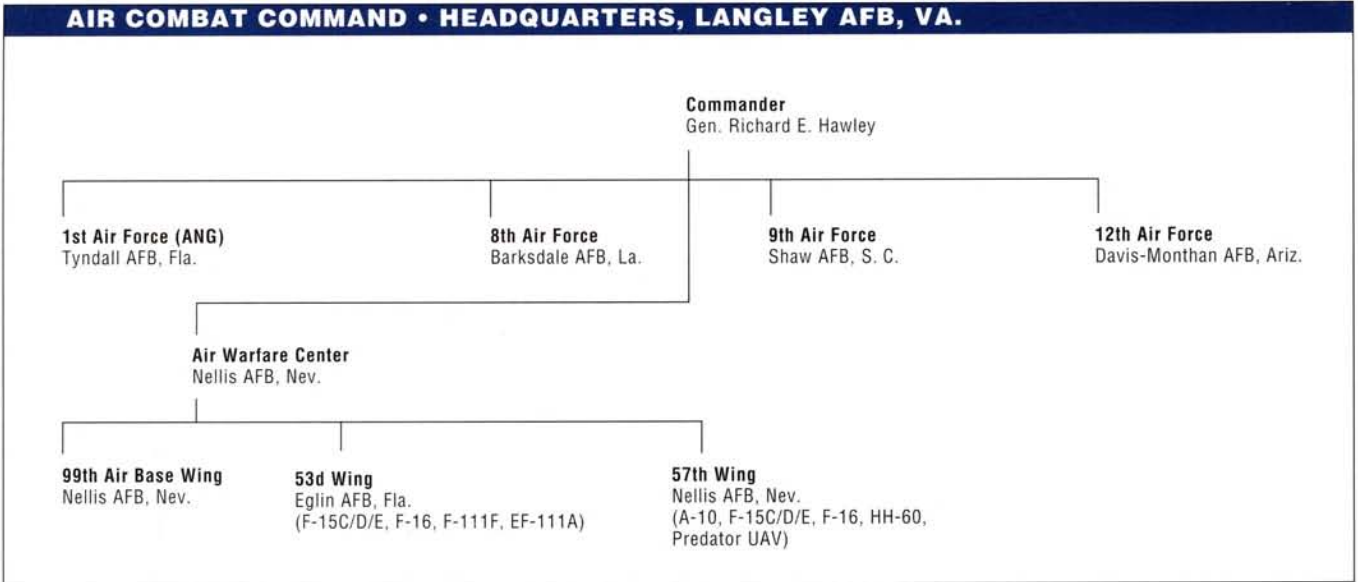 AIR COMBAT COMMAND • HEADQUARTERS, LANGLEY AFB, VA.
Commander
Gen. Richard E. Hawley
1st Air Force (ANG)
Tyndall AFB, Fla.
8th Air Force
Barksdale AFB, La.
9th Air Force
Shaw AFB, S. C.
12th Air Force
Davis-Monthan AFB, Ariz.
Air Warfare Center
Nellis AFB, Nev.
99th Air Base Wing
Nellis AFB, Nev.
53d Wing
Eglin AFB, Fla.
(F-15C/D/E, F-16, F-111F, EF-111A)
57th Wing
Nellis AFB, Nev.
(A-10, F-15C/D/E, F-16, HH-60,
Predator UAV)